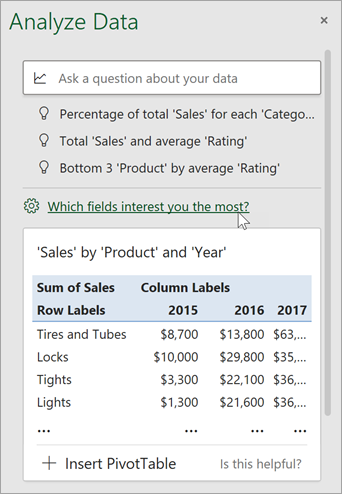 Analyze Data
Ask a question about your data
Percentage of total 'Sales' for each 'Catego...
Total 'Sales' and average 'Rating'
Bottom 3 'Product' by average 'Rating'
Which fields interest you the most?
'Sales' by 'Product' and 'Year'
Sum of Sales Column Labels
Row Labels 2015 2016 2017
Tires and Tubes $8,700 $13,800 $63,...
Locks $10,000 $29,800 $35,...
Tights $3,300 $22,100 $36,...
Lights $1,300 $21,600 $36,...
... ... ... ...
Insert PivotTable Is this helpful?